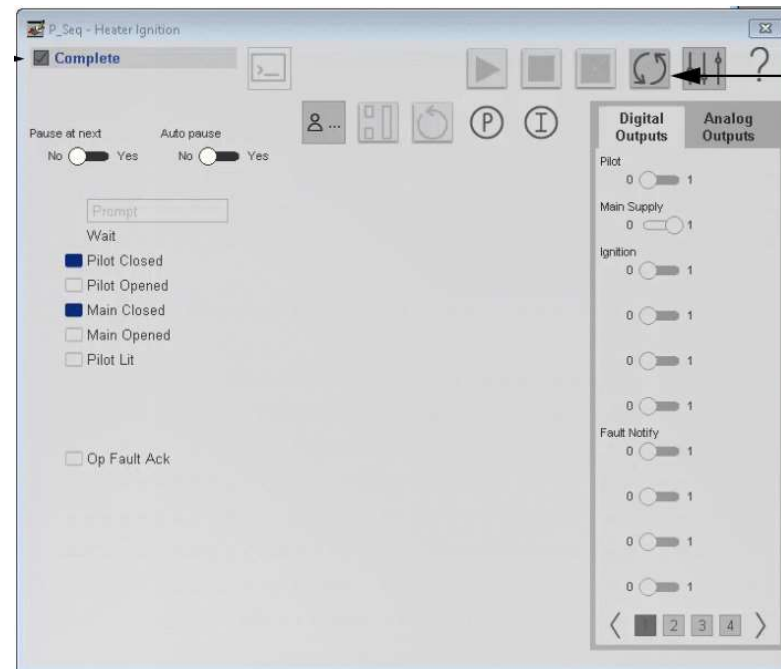 P_Seq - Heater Ignition
Complete
>_
?
...
P
I
Pause at next
No Yes
Auto pause
No Yes
Prompt
Wait
Pilot Closed
Pilot Opened
Main Closed
Main Opened
Pilot Lit
Op Fault Ack
Digital Outputs
Analog Outputs
Pilot
0 1
Main Supply
0 1
Ignition
0 1
0 1
0 1
0 1
Fault Notify
0 1
0 1
0 1
0 1
2 3 4